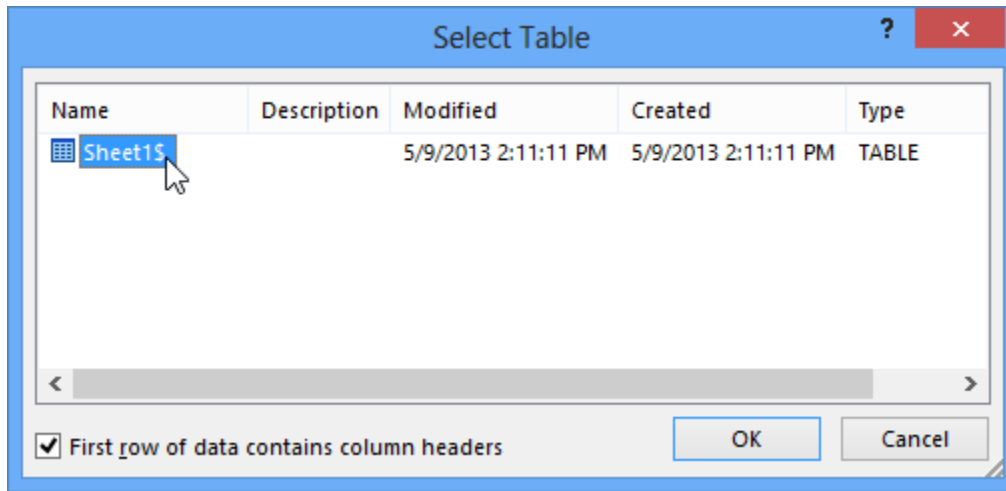 Select Table
?
Name Description Modified Created Type
Sheet1$ 5/9/2013 2:11:11 PM 5/9/2013 2:11:11 PM TABLE
First row of data contains column headers OK Cancel